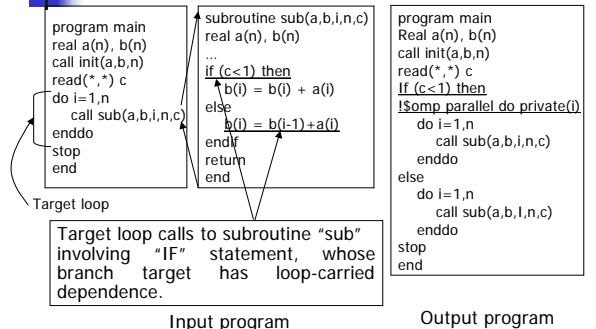 program main
Real a(n), b(n)
call init(a,b,n)
read(*,*) c
do i=1,n
call sub(a,b,i,n,c)
enddo
stop
end
Target loop
subroutine sub(a,b,i,n,c)
real a(n), b(n)
...
if (c<1) then
b(i) = b(i) + a(i)
else
b(i) = b(i-1)+a(i)
endif
return
end
Target loop calls to subroutine "sub"
involving "IF" statement, whose
branch target has loop-carried
dependence.
Input program
program main
Real a(n), b(n)
call init(a,b,n)
read(*,*) c
If (c<1) then
!$omp parallel do private(i)
do i=1,n
call sub(a,b,i,n,c)
enddo
else
do i=1,n
call sub(a,b,I,n,c)
enddo
stop
end
Output program